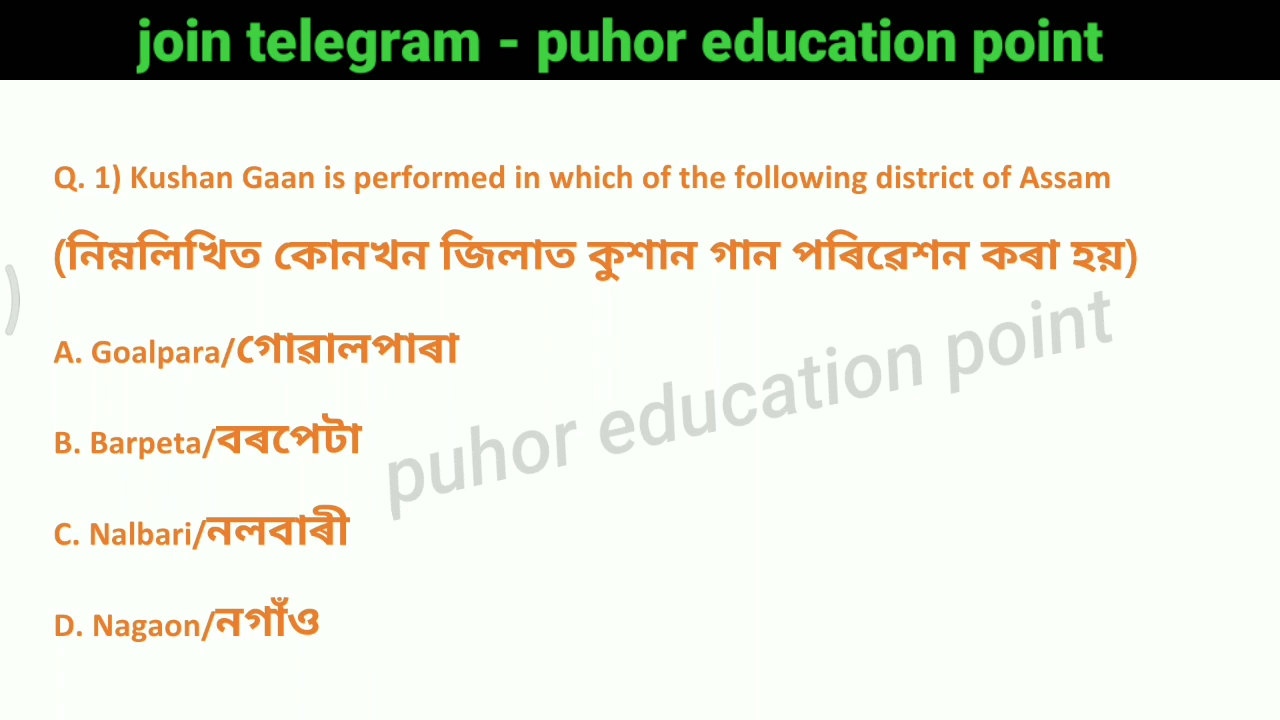 join telegram - puhor education point
Q. 1) Kushan Gaan is performed in which of the following district of Assam
(নিম্নলিখিত কোনখন জিলাত কুশান গান পৰিৱেশন কৰা হয়)
A. Goalpara/গোৱালপাৰা
B. Barpeta/বৰপেটা
C. Nalbari/নলবাৰী
D. Nagaon/নগাঁও
puhor education point